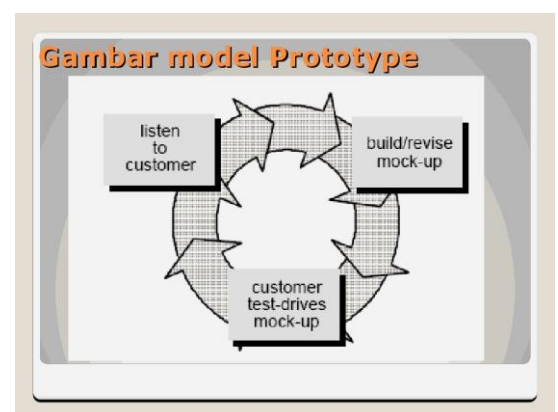 Gambar model Prototype
listen
to
customer
build/revise
mock-up
customer
test-drives
mock-up